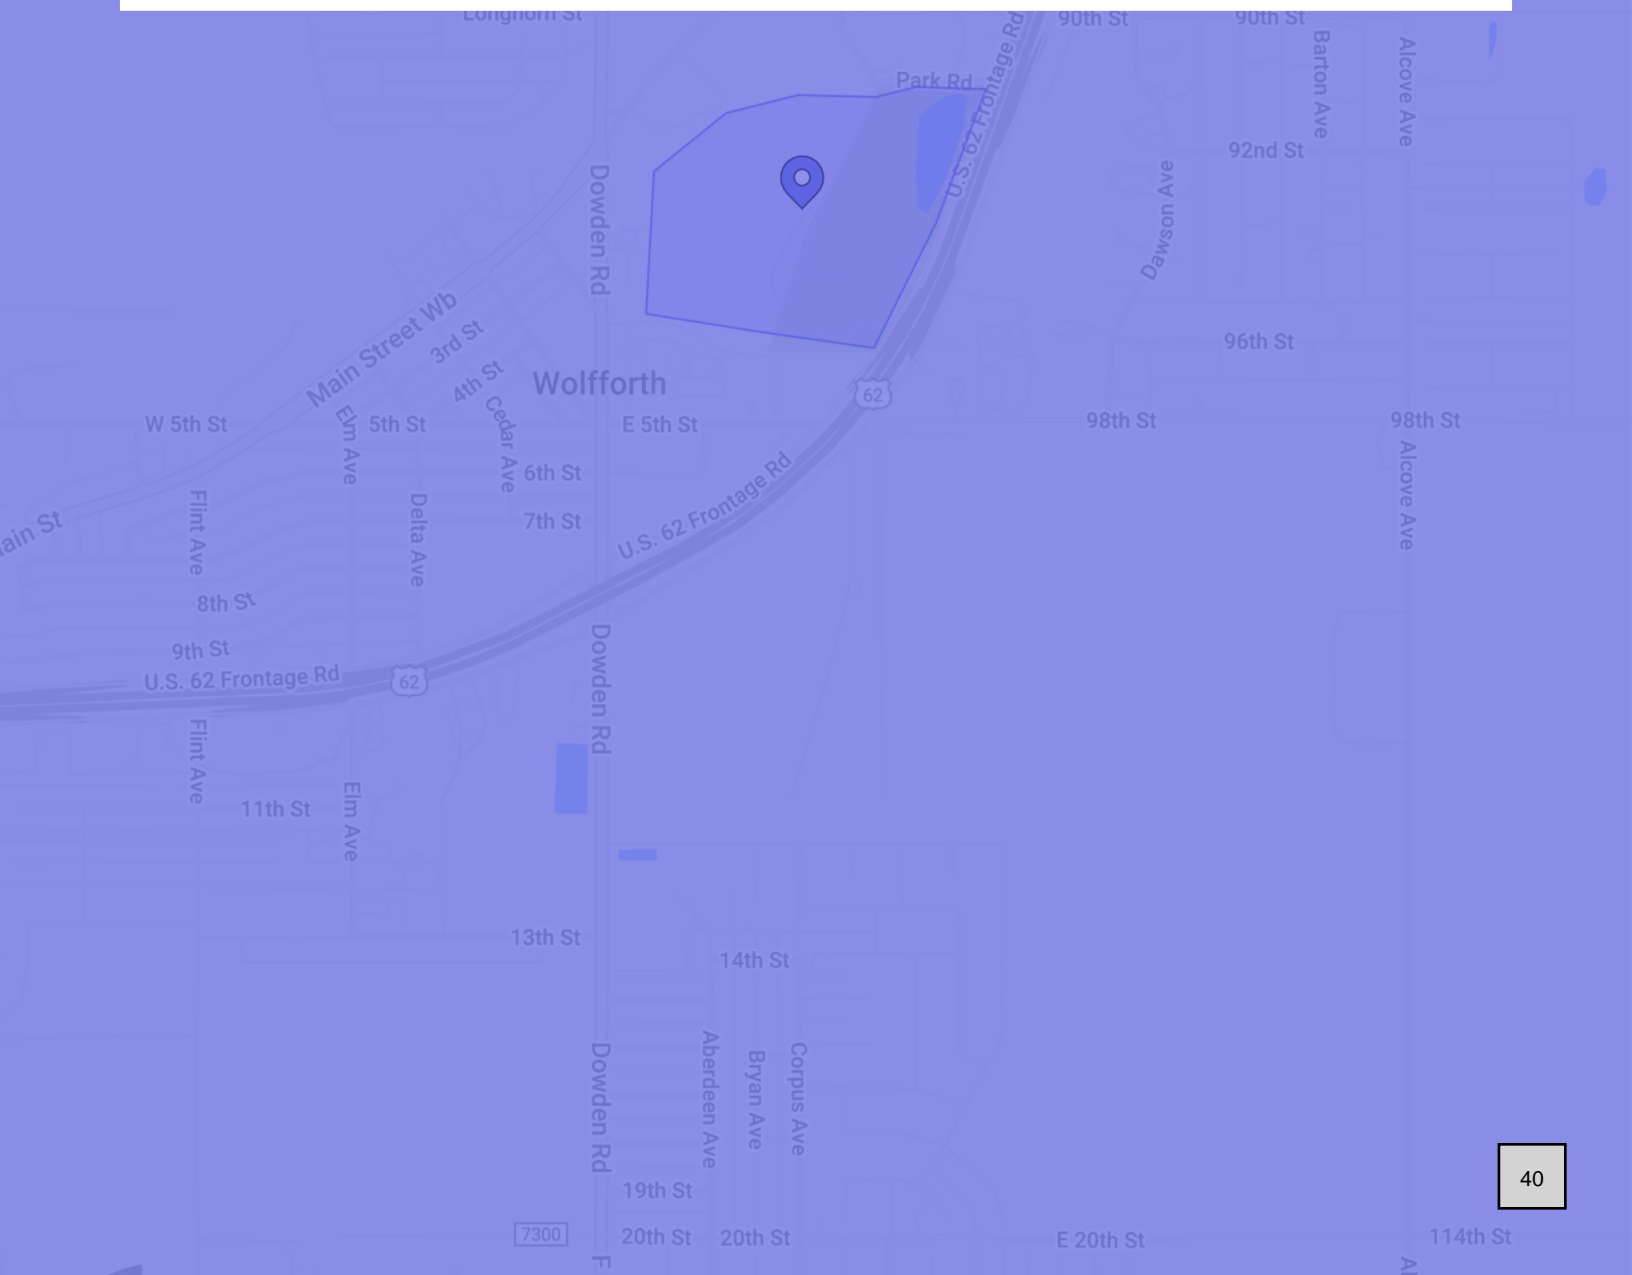 Longhorn St
90th St
90th St
Park Rd
U.S. 62 Frontage Rd
Barton Ave
Alcove Ave
92nd St
Dowden Rd
Dawson Ave
Main Street Wb
3rd St
96th St
4th St
Wolfforth
62
W 5th St
Elm Ave
5th St
Cedar Ave
E 5th St
98th St
98th St
6th St
U.S. 62 Frontage Rd
Alcove Ave
Flint Ave
Delta Ave
7th St
ain St
8th St
9th St
U.S. 62 Frontage Rd
62
Dowden Rd
Flint Ave
11th St
Elm Ave
13th St
14th St
Dowden Rd
Aberdeen Ave
Bryan Ave
Corpus Ave
40
19th St
7300
20th St
20th St
E 20th St
114th St
F
Al